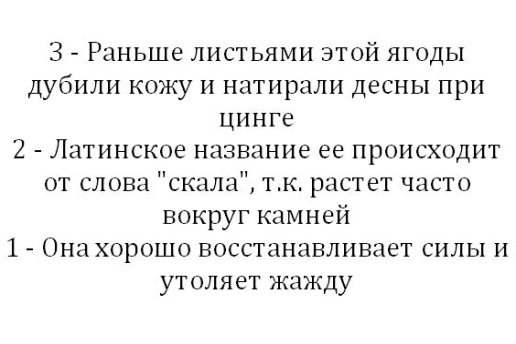 3 - Раньше листьями этой ягоды
дубили кожу и натирали десны при
цинге
2 - Латинское название ее происходит
от слова "скала", т.к. растет часто
вокруг камней
1 - Она хорошо восстанавливает силы и
утоляет жажду